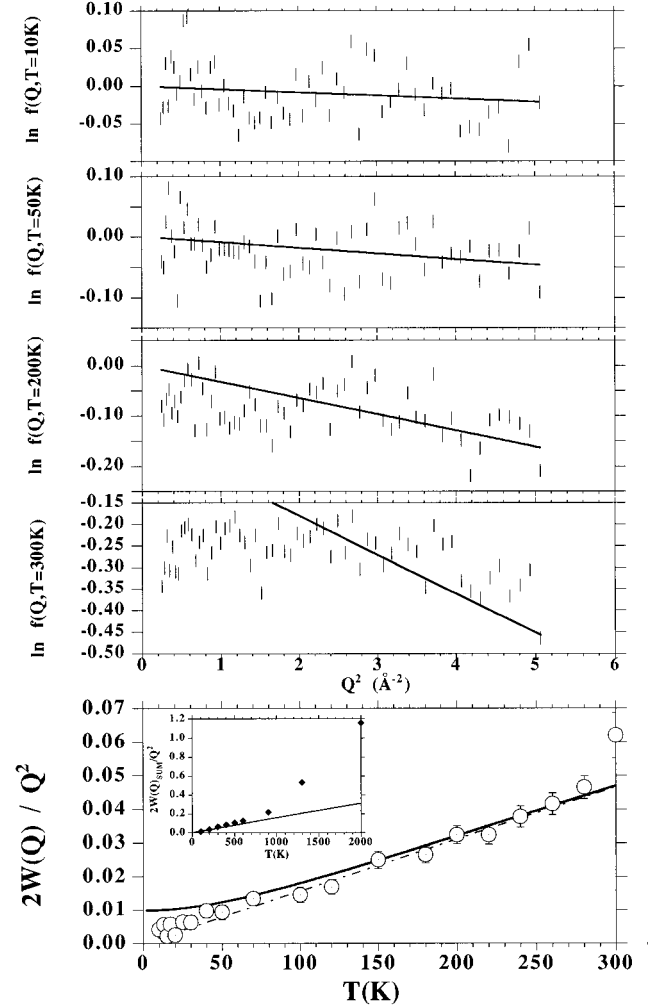 0.10
0.00
-0.05
ln f(Q,T=10K)
0.10
0.00
-0.10
ln f(Q,T=50K)
0.00
-0.10
-0.20
ln f(Q,T=200K)
-0.15
-0.20
-0.25
-0.30
-0.35
-0.40
-0.45
-0.50
ln f(Q,T=300K)
0 1 2 3 4 5 6
Q² (Å⁻²)
0.07
0.06
0.05
0.04
0.03
0.02
0.01
0.00
2W(Q) / Q²
1.2
1.0
0.8
0.6
0.4
0.2
0.0
2W(Q)SUM/Q²
0 500 1000 1500 2000
T(K)
0 50 100 150 200 250 300
T(K)